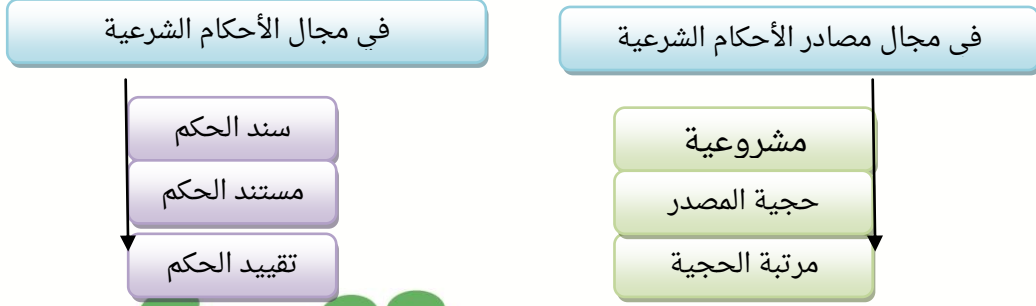 فى مجال مصادر الأحكام الشرعية
مشروعية
حجية المصدر
مرتبة الحجية
في مجال الأحكام الشرعية
سند الحكم
مستند الحكم
تقييد الحكم